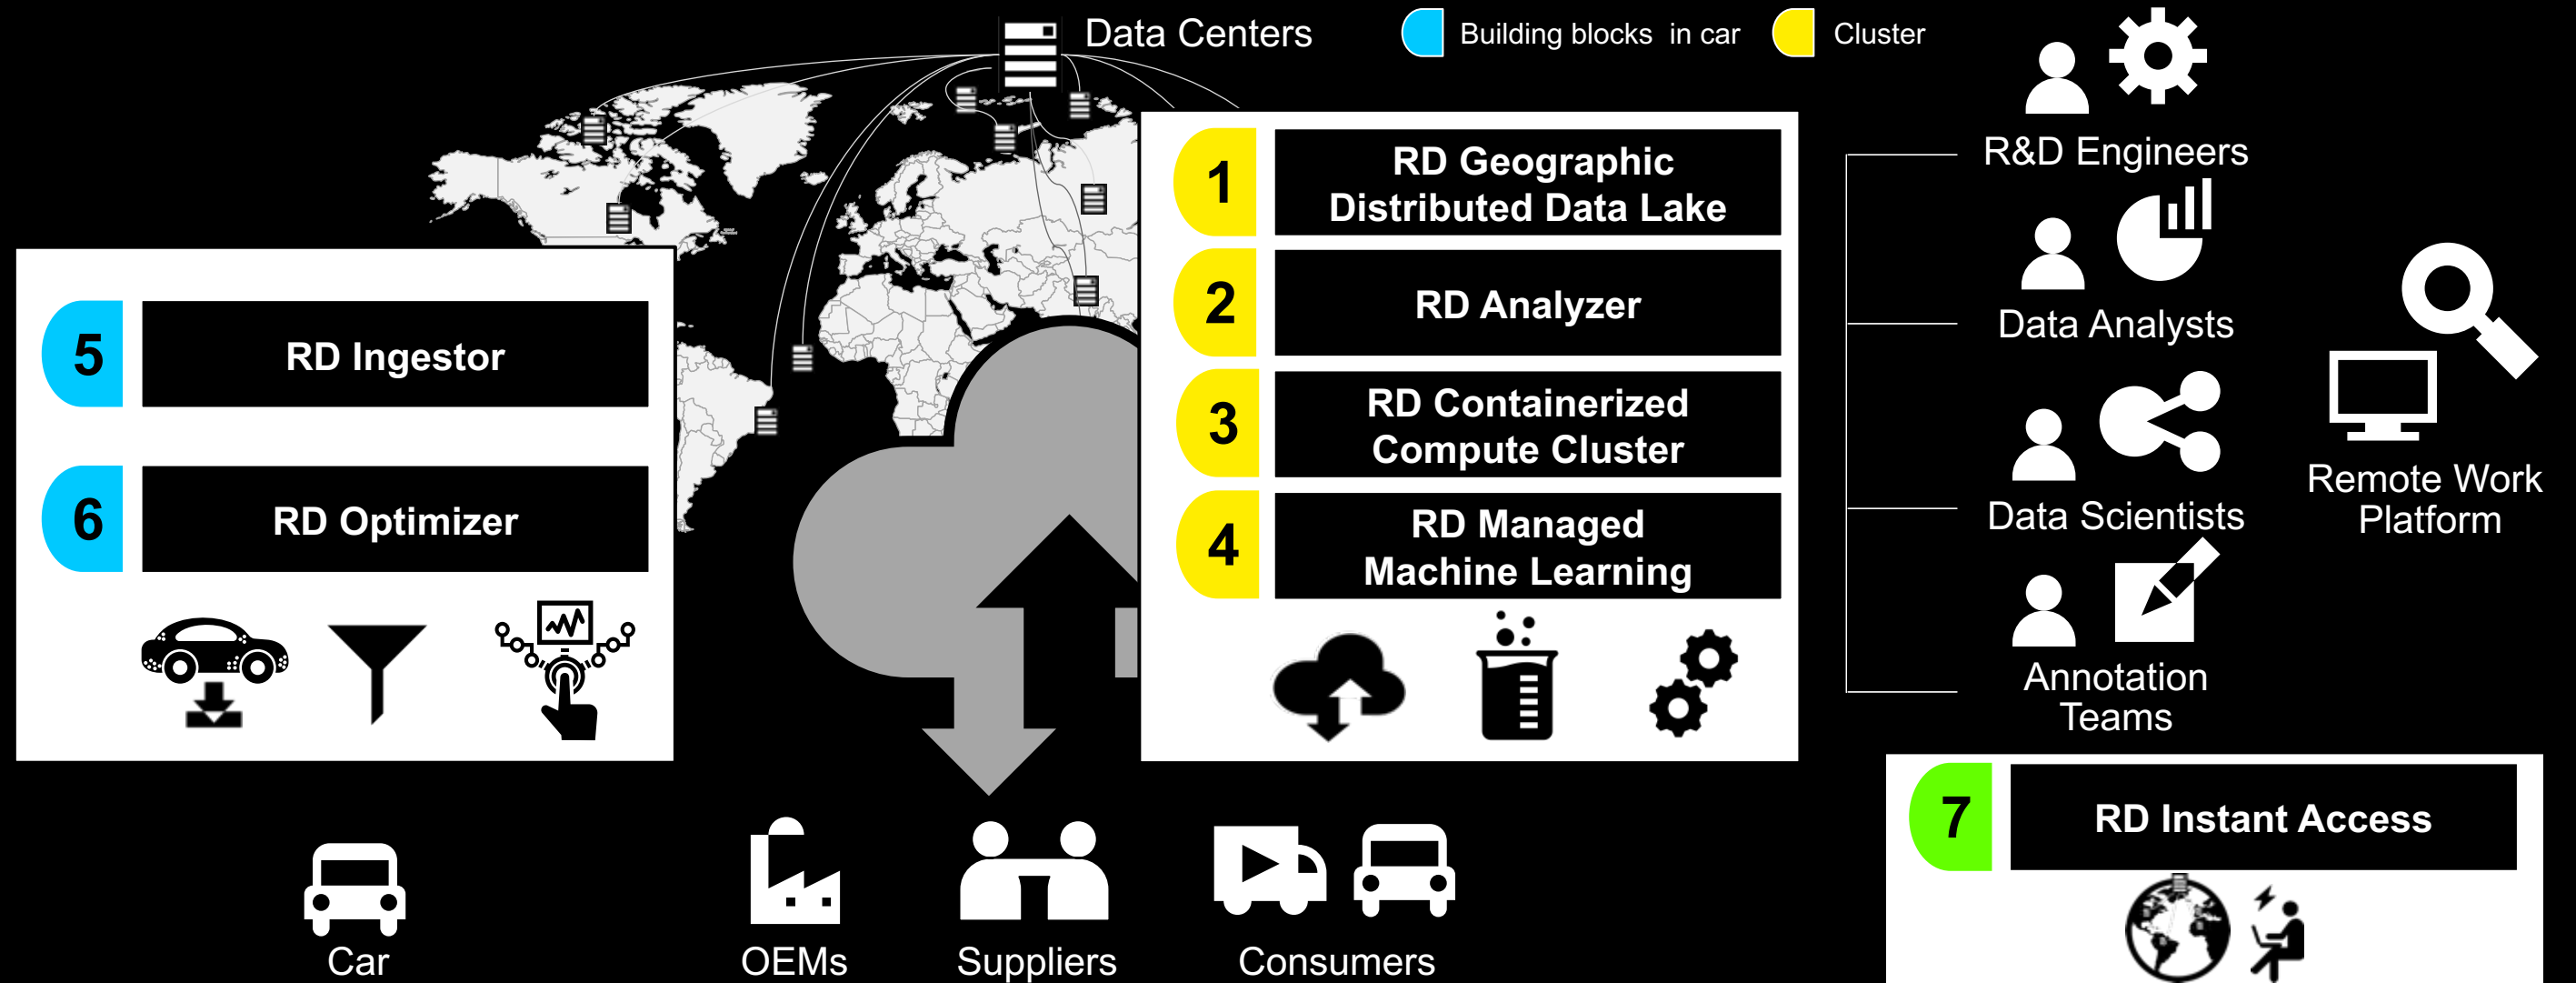 Data Centers
Building blocks in car
Cluster
1
RD Geographic
Distributed Data Lake
2
RD Analyzer
3
RD Containerized
Compute Cluster
4
RD Managed
Machine Learning
5
RD Ingestor
6
RD Optimizer
R&D Engineers
Data Analysts
Data Scientists
Annotation
Teams
Remote Work
Platform
7
RD Instant Access
Car
OEMs
Suppliers
Consumers